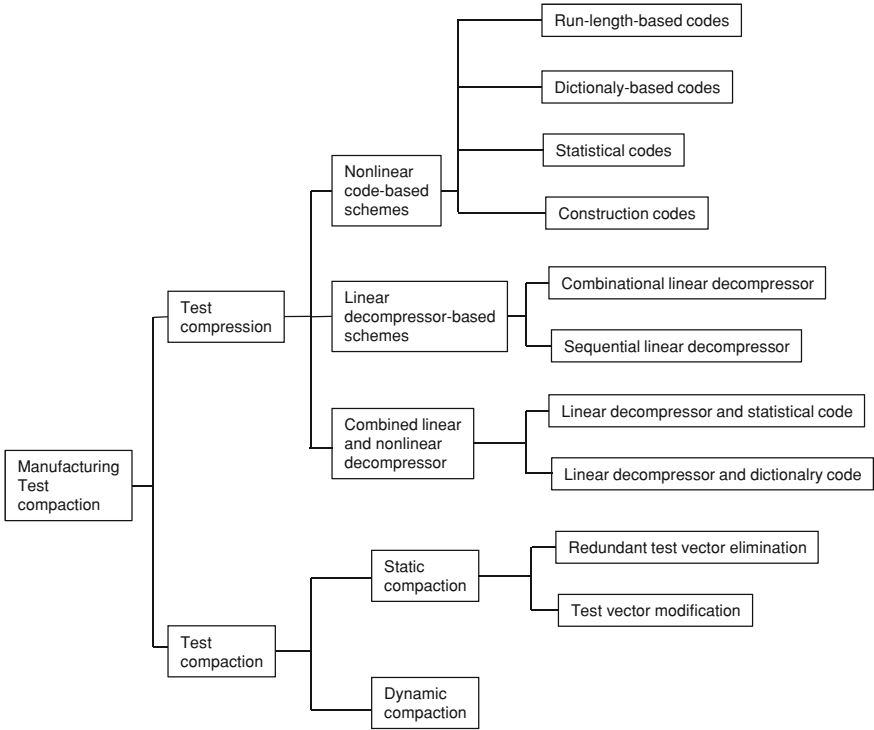 Run-length-based codes
Dictionaly-based codes
Statistical codes
Construction codes
Nonlinear
code-based
schemes
Test
compression
Linear
decompressor-based
schemes
Combinational linear decompressor
Sequential linear decompressor
Combined linear
and nonlinear
decompressor
Linear decompressor and statistical code
Linear decompressor and dictionalry code
Manufacturing
Test
compaction
Static
compaction
Redundant test vector elimination
Test vector modification
Test
compaction
Dynamic
compaction